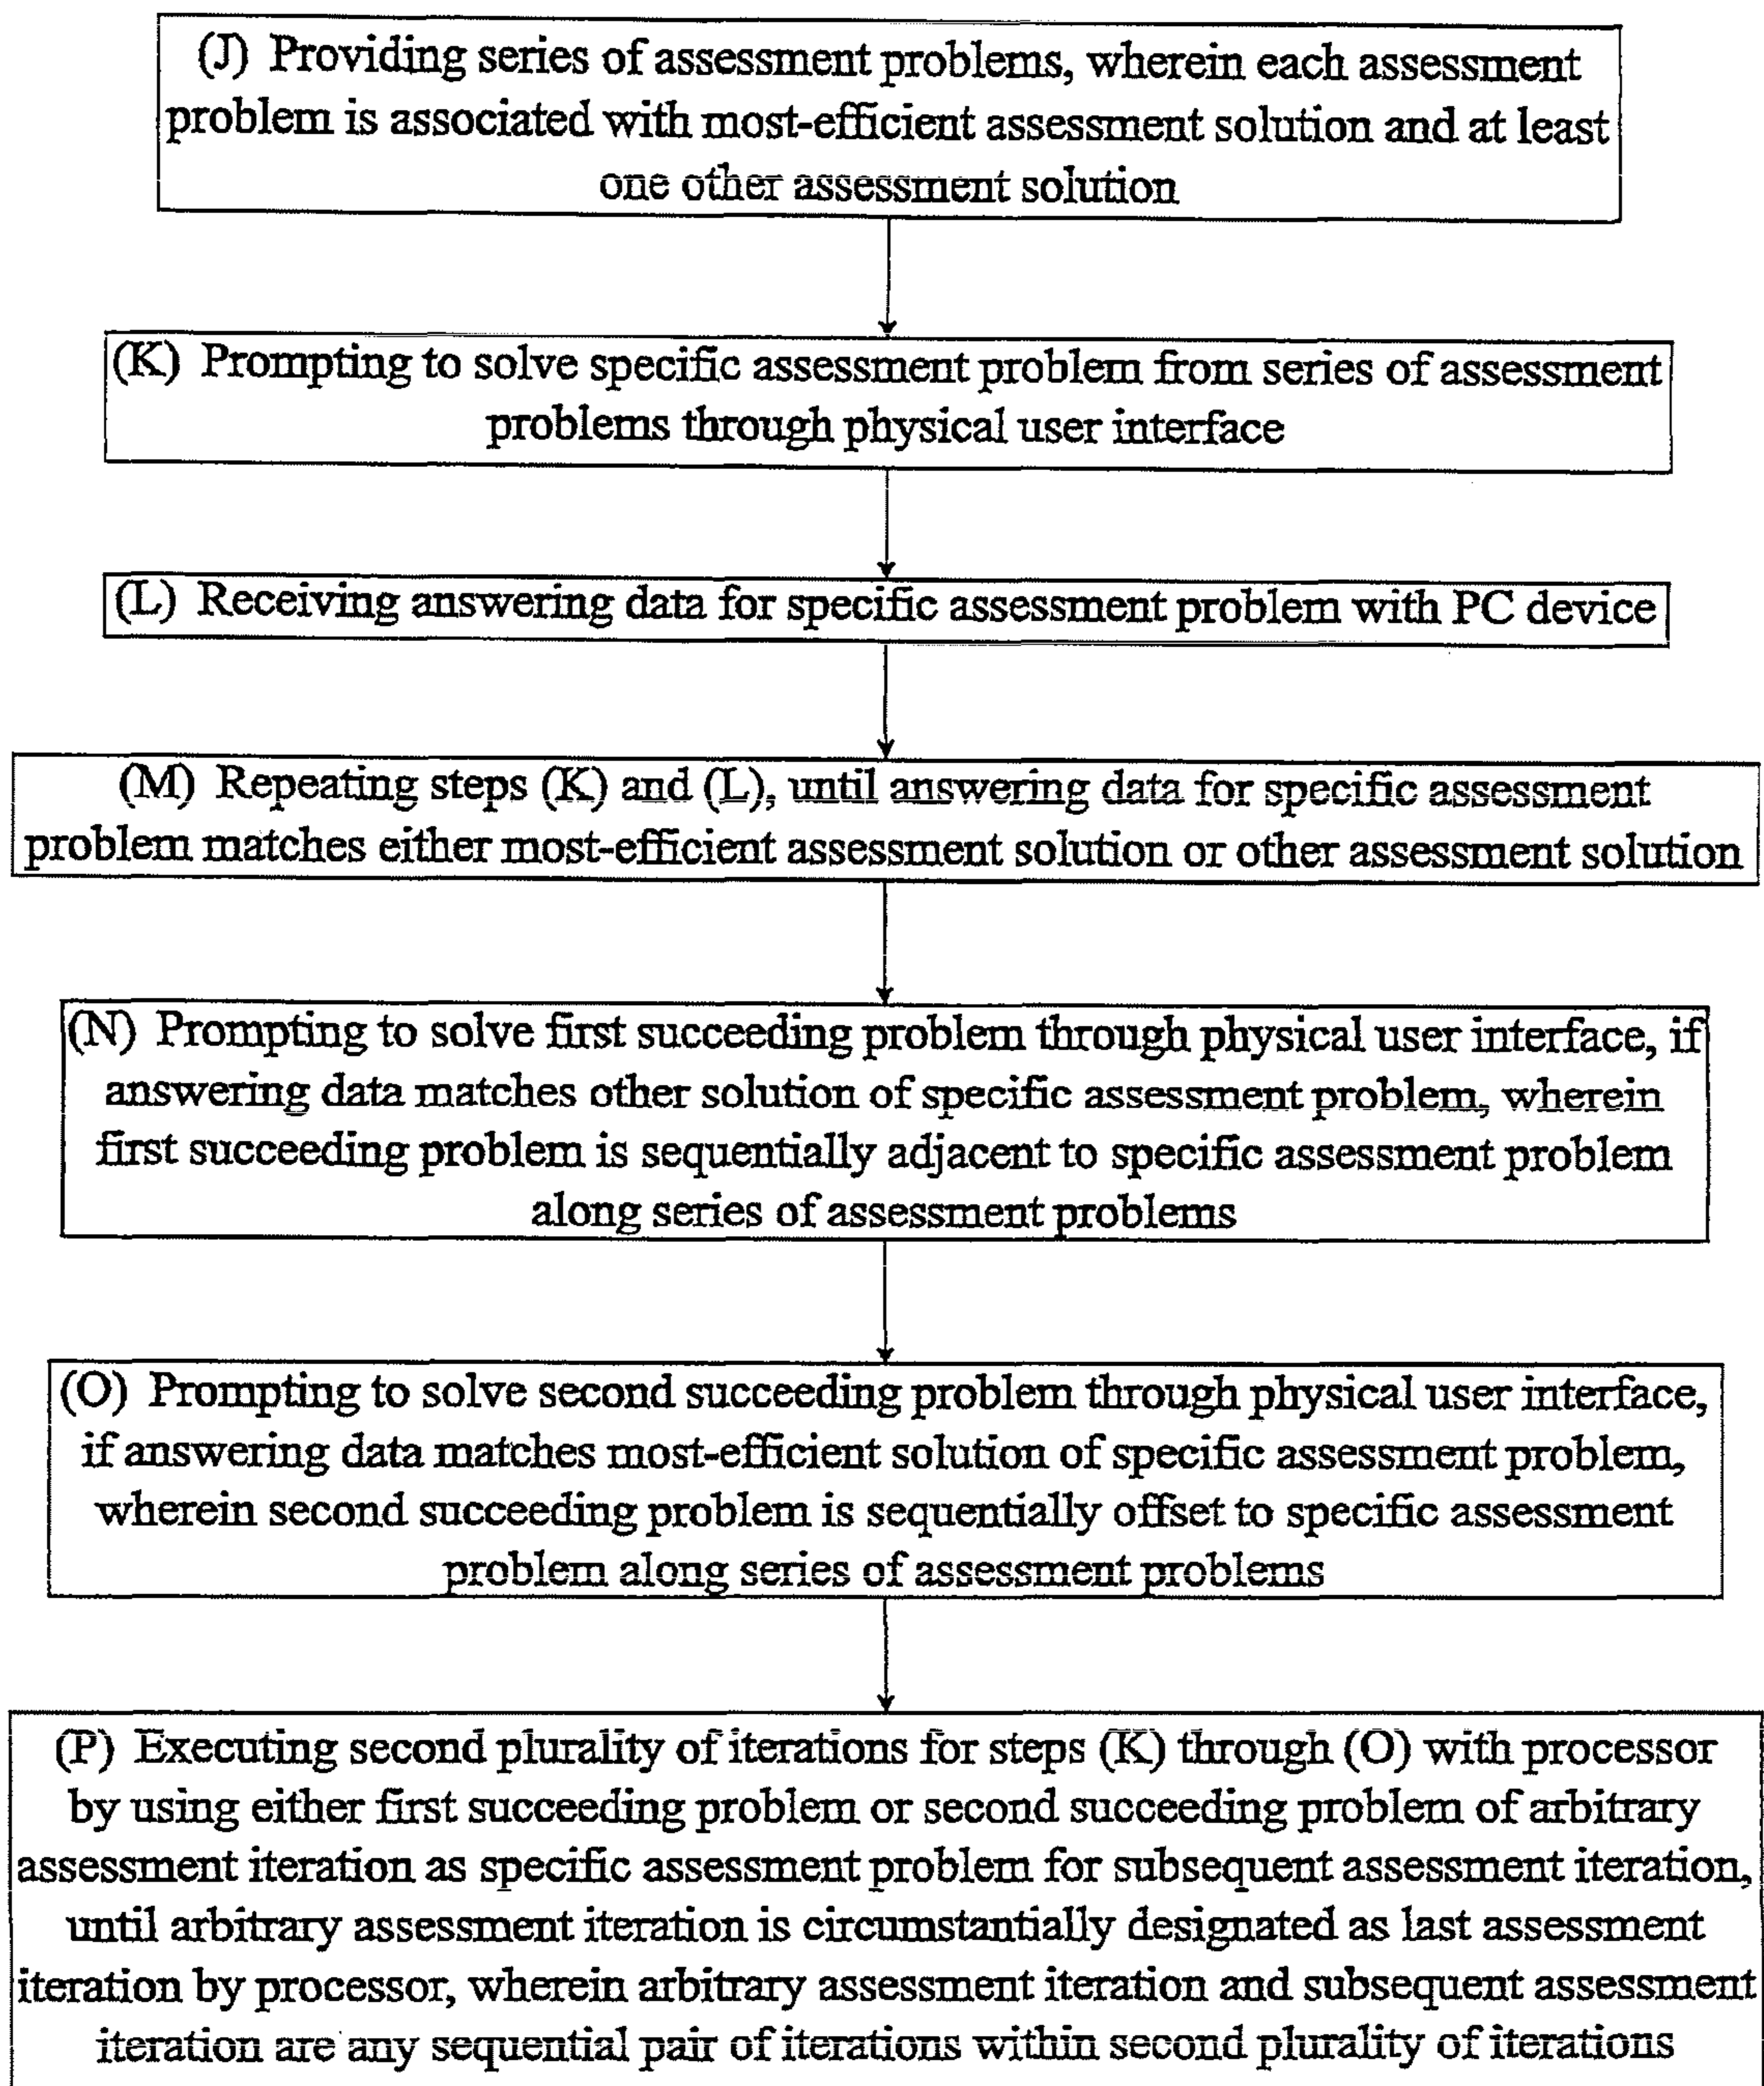 (J) Providing series of assessment problems, wherein each assessment
problem is associated with most-efficient assessment solution and at least
one other assessment solution
(K) Prompting to solve specific assessment problem from series of assessment
problems through physical user interface
(L) Receiving answering data for specific assessment problem with PC device
(M) Repeating steps (K) and (L), until answering data for specific assessment
problem matches either most-efficient assessment solution or other assessment solution
(N) Prompting to solve first succeeding problem through physical user interface, if
answering data matches other solution of specific assessment problem, wherein
first succeeding problem is sequentially adjacent to specific assessment problem
along series of assessment problems
(O) Prompting to solve second succeeding problem through physical user interface,
if answering data matches most-efficient solution of specific assessment problem,
wherein second succeeding problem is sequentially offset to specific assessment
problem along series of assessment problems
(P) Executing second plurality of iterations for steps (K) through (O) with processor
by using either first succeeding problem or second succeeding problem of arbitrary
assessment iteration as specific assessment problem for subsequent assessment iteration,
until arbitrary assessment iteration is circumstantially designated as last assessment
iteration by processor, wherein arbitrary assessment iteration and subsequent assessment
iteration are any sequential pair of iterations within second plurality of iterations